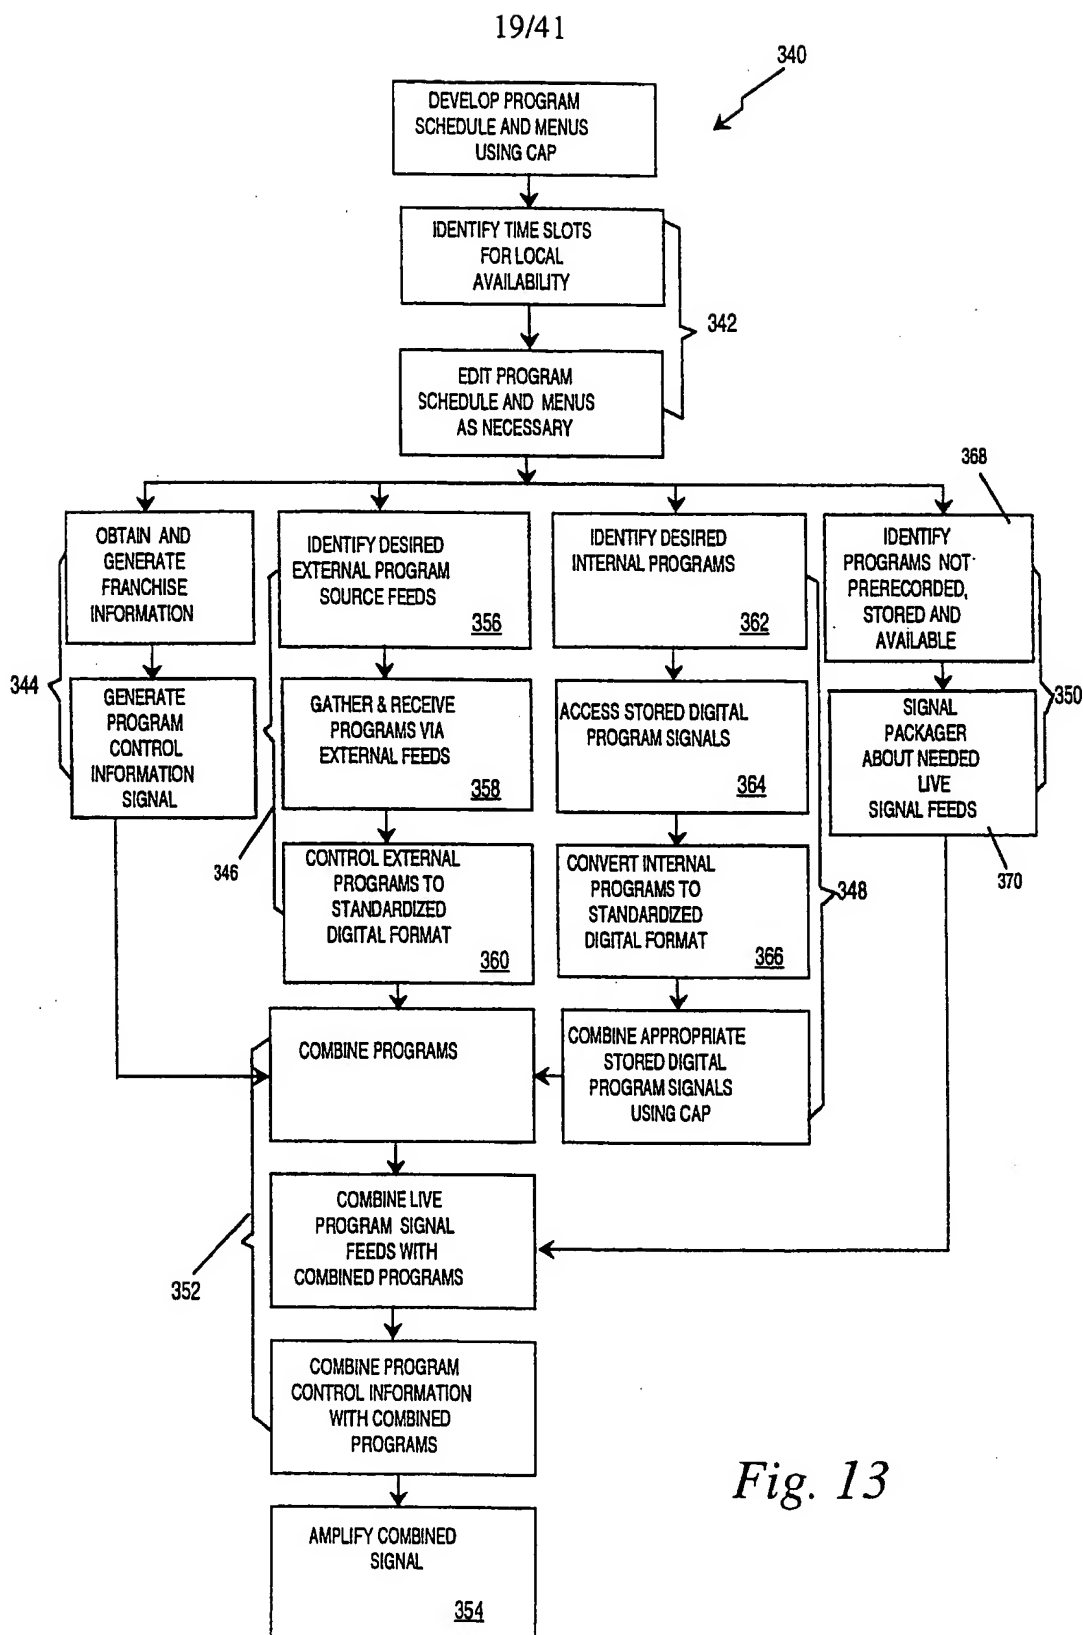 19/41
340
DEVELOP PROGRAM
SCHEDULE AND MENUS
USING CAP
IDENTIFY TIME SLOTS
FOR LOCAL
AVAILABILITY
342
EDIT PROGRAM
SCHEDULE AND MENUS
AS NECESSARY
368
OBTAIN AND
GENERATE
FRANCHISE
INFORMATION
IDENTIFY DESIRED
EXTERNAL PROGRAM
SOURCE FEEDS
356
IDENTIFY DESIRED
INTERNAL PROGRAMS
362
IDENTIFY
PROGRAMS NOT
PRERECORDED,
STORED AND
AVAILABLE
344
350
GENERATE
PROGRAM
CONTROL
INFORMATION
SIGNAL
GATHER & RECEIVE
PROGRAMS VIA
EXTERNAL FEEDS
358
ACCESS STORED DIGITAL
PROGRAM SIGNALS
364
SIGNAL
PACKAGER
ABOUT NEEDED
LIVE
SIGNAL FEEDS
346
CONTROL EXTERNAL
PROGRAMS TO
STANDARDIZED
DIGITAL FORMAT
360
CONVERT INTERNAL
PROGRAMS TO
STANDARDIZED
DIGITAL FORMAT
366
348
370
COMBINE PROGRAMS
COMBINE APPROPRIATE
STORED DIGITAL
PROGRAM SIGNALS
USING CAP
COMBINE LIVE
PROGRAM SIGNAL
FEEDS WITH
COMBINED PROGRAMS
352
COMBINE PROGRAM
CONTROL INFORMATION
WITH COMBINED
PROGRAMS
Fig. 13
AMPLIFY COMBINED
SIGNAL
354